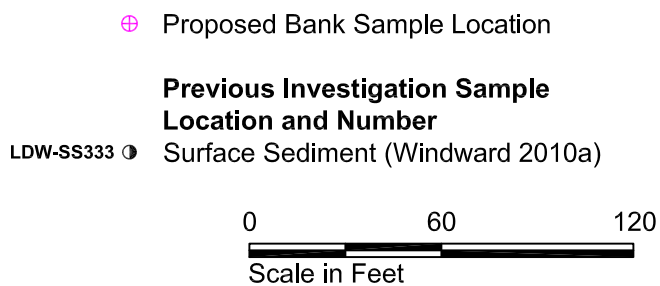 Proposed Bank Sample Location
Previous Investigation Sample
Location and Number
LDW-SS333 Surface Sediment (Windward 2010a)
0 60 120
Scale in Feet